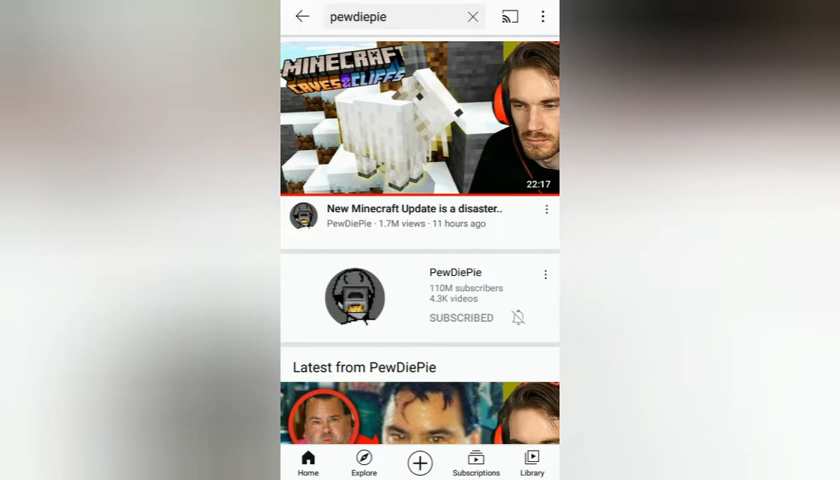 pewdiepie
MINECRAFT
CAVES & CLIFFS
22:17
New Minecraft Update is a disaster..
PewDiePie · 1.7M views · 11 hours ago
PewDiePie
110M subscribers
4.3K videos
SUBSCRIBED
Latest from PewDiePie
Home Explore Subscriptions Library